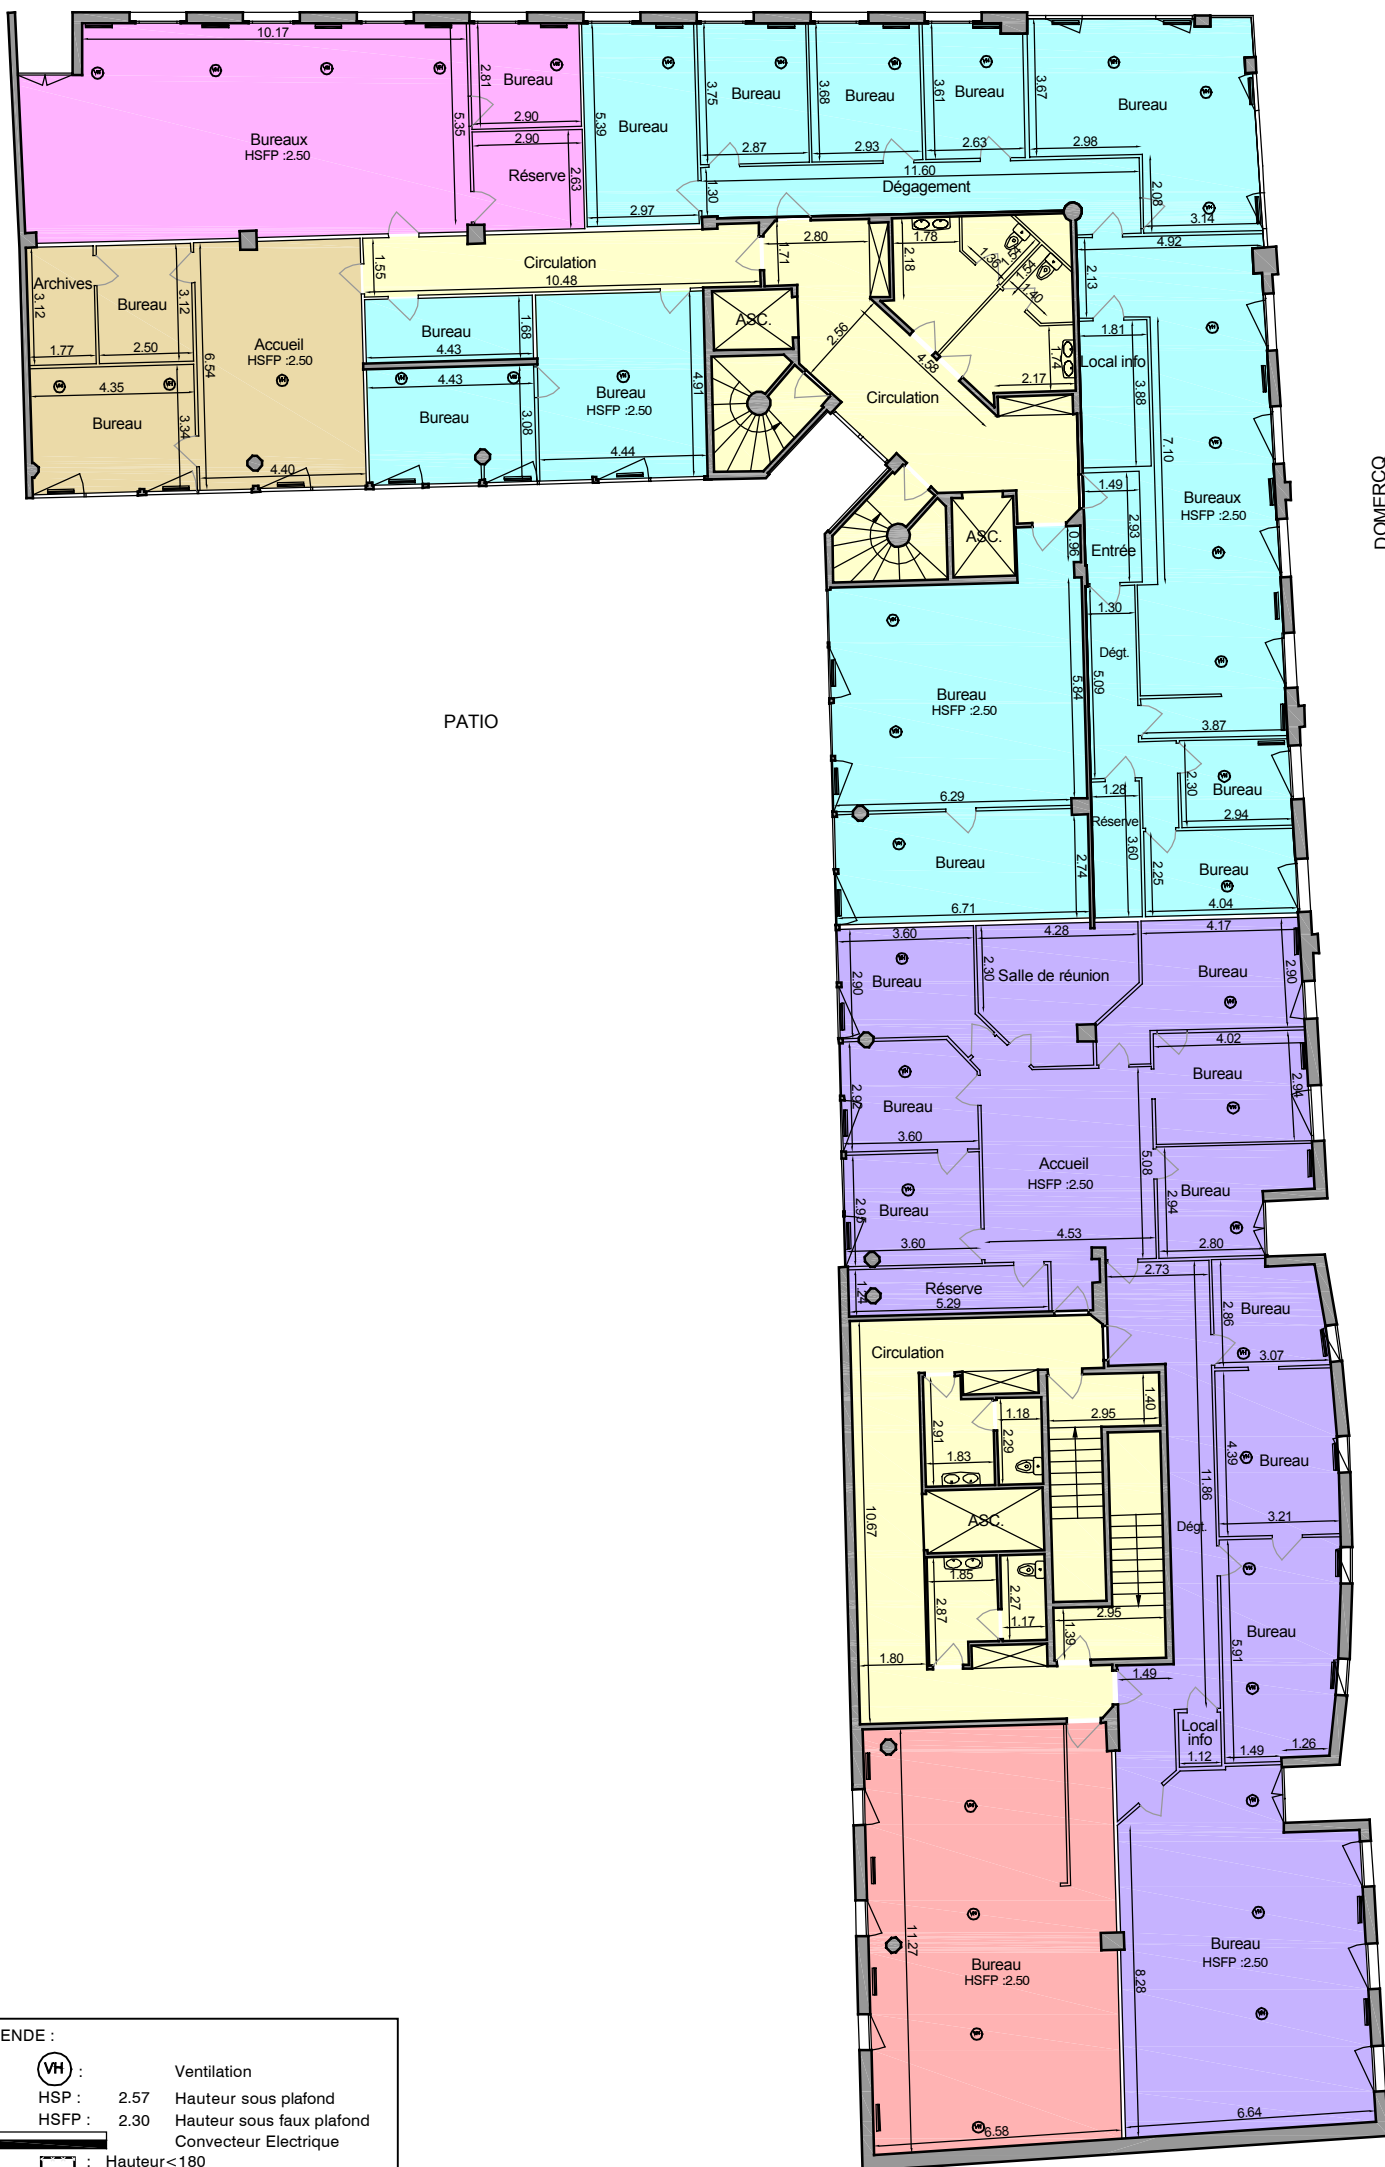 10.17
Bureaux
HSFP :2.50
5.35
2.81
Bureau
2.90
2.90
Réserve
2.63
5.39
Bureau
2.97
3.75
Bureau
2.87
3.68
Bureau
2.93
3.61
Bureau
2.63
3.67
Bureau
2.98
11.60
Dégagement
1.30
2.08
3.14
4.92
2.13
Archives
3.12
1.77
Bureau
3.12
2.50
4.35
Bureau
3.34
6.54
Accueil
HSFP :2.50
4.40
1.55
Circulation
10.48
Bureau
1.68
4.43
4.43
Bureau
3.08
Bureau
HSFP :2.50
4.91
4.44
2.80
1.71
ASC.
1.78
2.18
1.40
2.56
4.58
Circulation
1.74
2.17
1.81
Local info
3.88
7.10
Bureaux
HSFP :2.50
1.49
2.93
Entrée
ASC.
0.96
1.30
Dégt.
5.09
3.87
DOMERCQ
PATIO
Bureau
HSFP :2.50
5.84
6.29
1.28
Réserve
3.60
2.30
Bureau
2.94
Bureau
2.74
6.71
2.25
Bureau
4.04
3.60
2.90
Bureau
4.28
2.30
Salle de réunion
4.17
Bureau
2.90
2.92
Bureau
3.60
4.02
Bureau
2.94
Accueil
HSFP :2.50
5.08
4.53
2.95
Bureau
3.60
Bureau
2.94
2.80
Réserve
1.24
5.29
2.73
2.86
Bureau
3.07
Circulation
2.91
1.83
1.18
2.29
2.95
1.40
11.86
4.39
Bureau
3.21
10.67
ASC.
Dégt.
1.85
2.87
2.27
1.17
2.95
1.39
1.80
1.49
5.91
Bureau
1.49
1.26
Local
info
1.12
11.27
Bureau
HSFP :2.50
6.58
8.28
Bureau
HSFP :2.50
6.64
ENDE :
VH : Ventilation
HSP : 2.57 Hauteur sous plafond
HSFP : 2.30 Hauteur sous faux plafond
Convecteur Electrique
: Hauteur<180